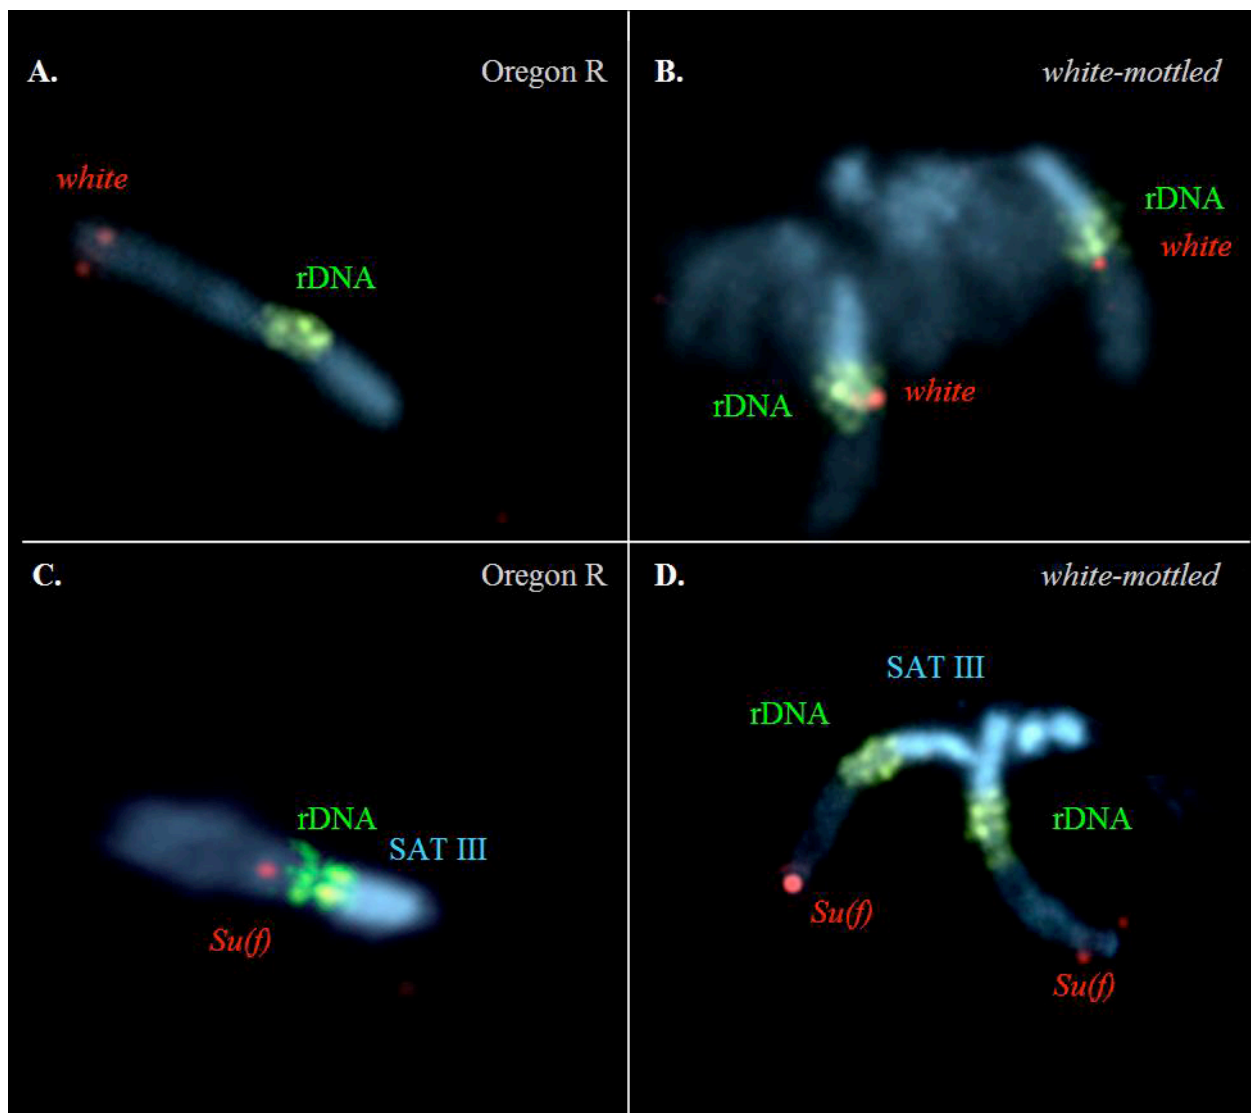 A.
Oregon R
white
rDNA
B.
white-mottled
rDNA
white
rDNA
white
C.
Oregon R
rDNA
SAT III
Su(f)
D.
white-mottled
SAT III
rDNA
rDNA
Su(f)
Su(f)